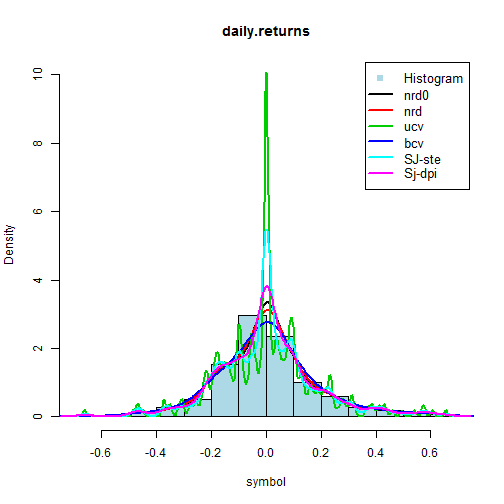 daily.returns
Histogram
nrd0
nrd
ucv
bcv
SJ-ste
Sj-dpi
Density
10
8
6
4
2
0
-0.6 -0.4 -0.2 0.0 0.2 0.4 0.6
symbol